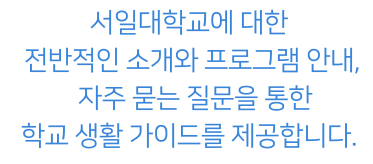 서일대학교에 대한
전반적인 소개와 프로그램 안내,
자주 묻는 질문을 통한
학교 생활 가이드를 제공합니다.